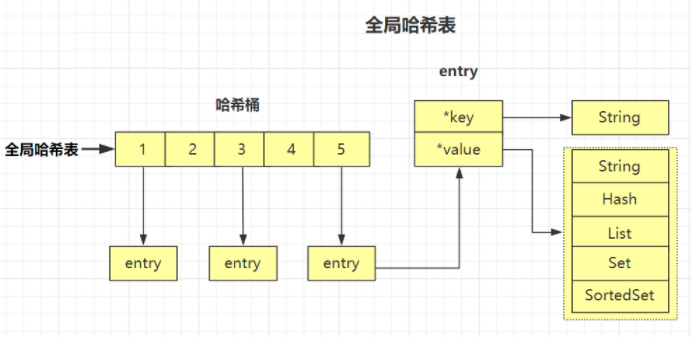 全局哈希表
entry
哈希桶
*key
String
全局哈希表
1 2 3 4 5
*value
String
Hash
List
Set
SortedSet
entry entry entry